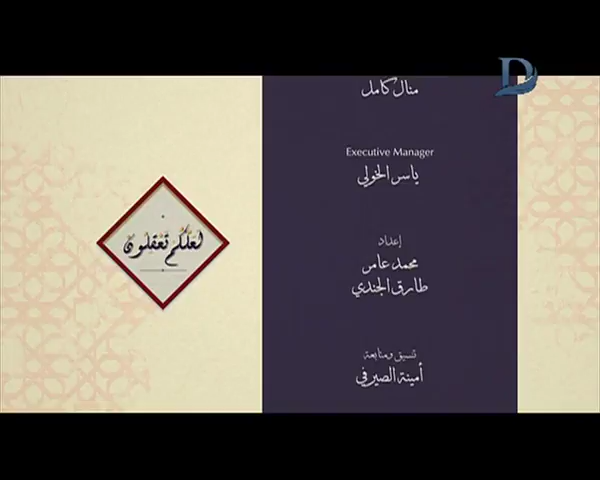 منال كامل
Executive Manager
ياسر الخولي
إعداد
محمد عامر
طارق الجندي
تنسيق ومتابعة
أمينة الصيرفي
لعلكم تعقلون
D